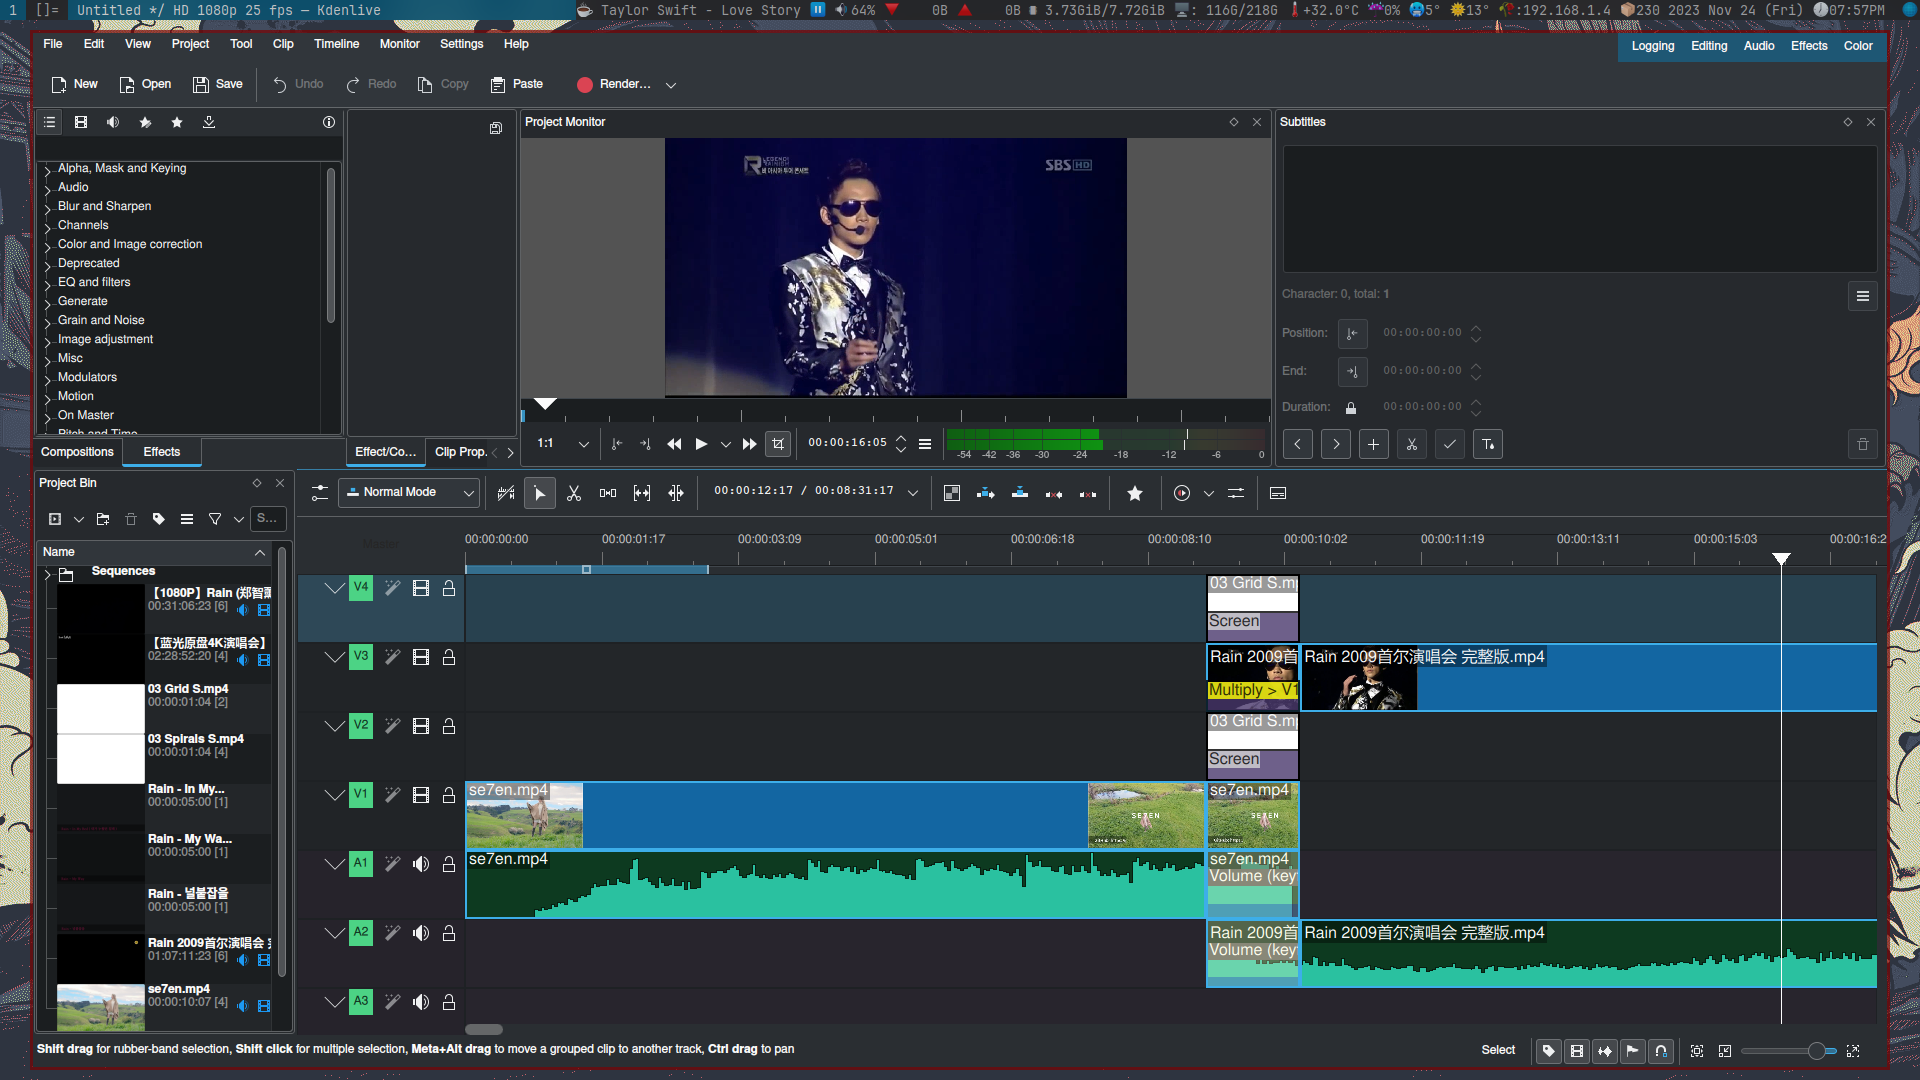 1 []= Untitled */ HD 1080p 25 fps — Kdenlive
Taylor Swift - Love Story 64% 0B 0B 3.73GiB/7.72GiB : 116G/218G +32.0°C 0% 5° 13° :192.168.1.4 230 2023 Nov 24 (Fri) 07:57PM
File Edit View Project Tool Clip Timeline Monitor Settings Help
Logging Editing Audio Effects Color
New Open Save Undo Redo Copy Paste Render...
Alpha, Mask and Keying
Audio
Blur and Sharpen
Channels
Color and Image correction
Deprecated
EQ and filters
Generate
Grain and Noise
Image adjustment
Misc
Modulators
Motion
On Master
Pitch and Time
Compositions Effects
Effect/Co... Clip Prop.
Project Monitor
SBS HD
1:1
00:00:16:05
-54 -42 -36 -30 -24 -18 -12 -6 0
Subtitles
Character: 0, total: 1
Position: 00:00:00:00
End: 00:00:00:00
Duration: 00:00:00:00
Project Bin
S...
Name
Sequences
【1080P】Rain (郑智薰
00:31:06:23 [6]
【蓝光原盘4K演唱会】
02:28:52:20 [4]
03 Grid S.mp4
00:00:01:04 [2]
03 Spirals S.mp4
00:00:01:04 [4]
Rain - In My...
00:00:05:00 [1]
Rain - My Wa...
00:00:05:00 [1]
Rain - 널붙잡을
00:00:05:00 [1]
Rain 2009首尔演唱会
01:07:11:23 [6]
se7en.mp4
00:00:10:07 [4]
Normal Mode
00:00:12:17 / 00:08:31:17
Master
00:00:00:00 00:00:01:17 00:00:03:09 00:00:05:01 00:00:06:18 00:00:08:10 00:00:10:02 00:00:11:19 00:00:13:11 00:00:15:03 00:00:16:2
V4
03 Grid S.m
Screen
V3
Rain 2009首
Multiply > V1
Rain 2009首尔演唱会 完整版.mp4
V2
03 Grid S.m
Screen
V1
se7en.mp4
SE7EN
se7en.mp4
SE7EN
A1
se7en.mp4
se7en.mp4
Volume (key
A2
Rain 2009首
Volume (key
Rain 2009首尔演唱会 完整版.mp4
A3
Shift drag for rubber-band selection, Shift click for multiple selection, Meta+Alt drag to move a grouped clip to another track, Ctrl drag to pan
Select